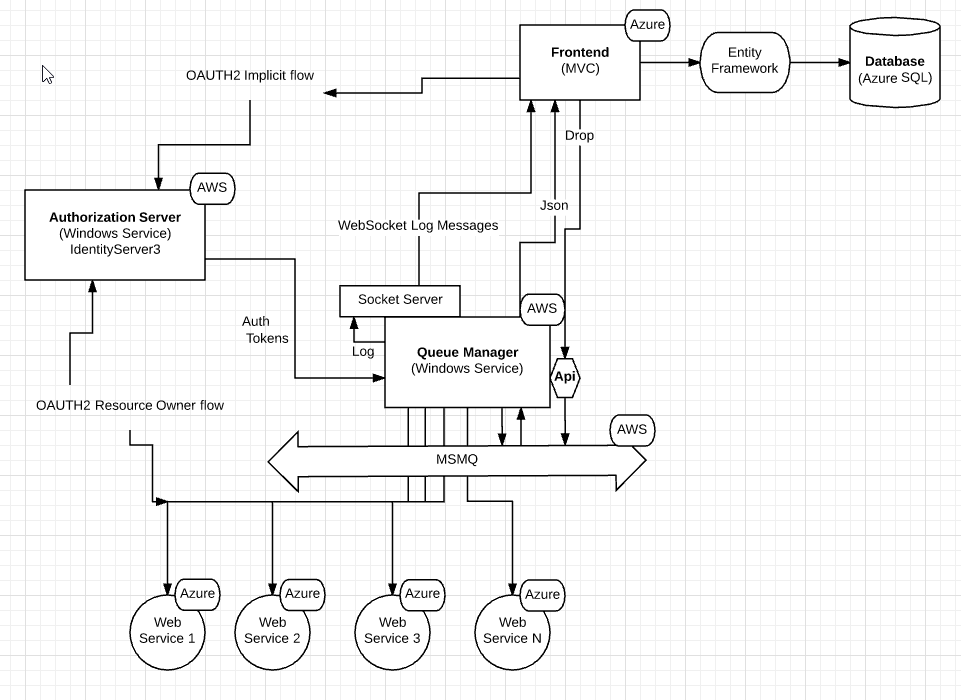 Azure
Frontend
(MVC)
Entity
Framework
Database
(Azure SQL)
OAUTH2 Implicit flow
Drop
AWS
Authorization Server
(Windows Service)
IdentityServer3
Json
WebSocket Log Messages
Socket Server
AWS
Auth
Tokens
Log
Queue Manager
(Windows Service)
Api
OAUTH2 Resource Owner flow
AWS
MSMQ
Azure
Web
Service 1
Azure
Web
Service 2
Azure
Web
Service 3
Azure
Web
Service N